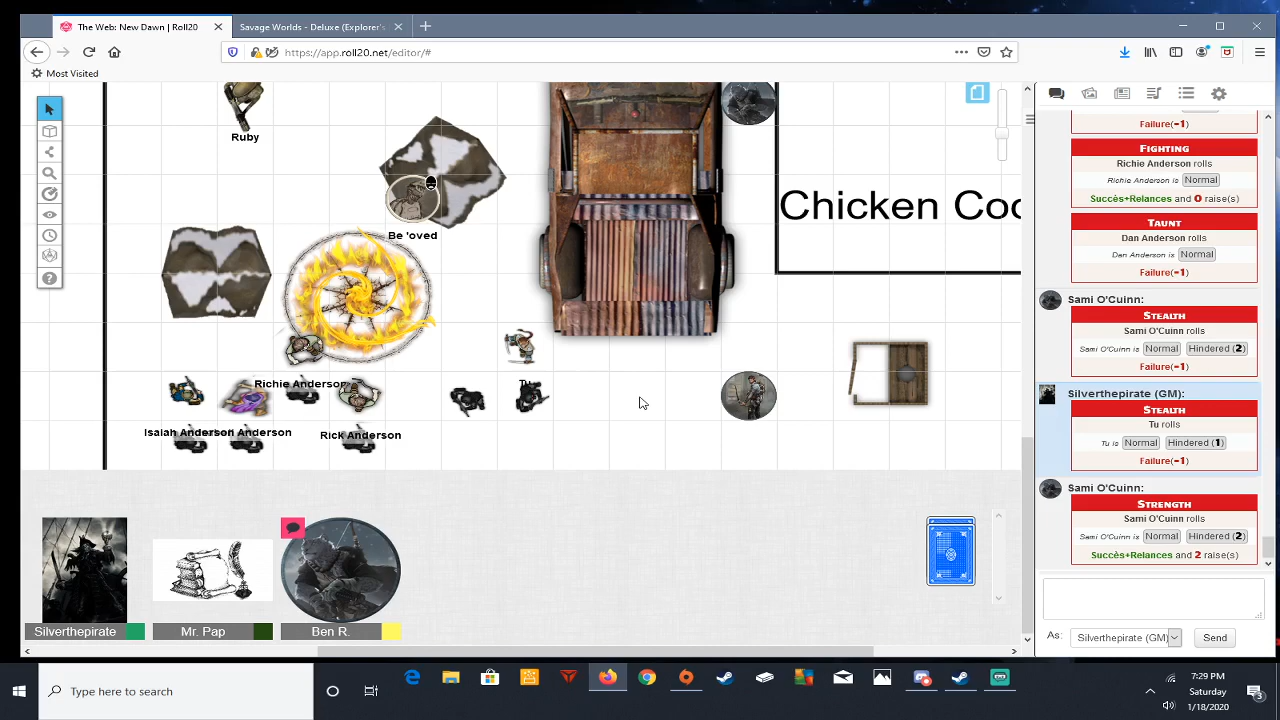 The Web: New Dawn | Roll20
Savage Worlds - Deluxe (Explorer's
https://app.roll20.net/editor/#
Most Visited
Ruby
Be 'oved
Chicken Coo
Richie Anderson
Isaiah Anderson
Anderson
Rick Anderson
Failure(−1)
FIGHTING
Richie Anderson rolls
Richie Anderson is Normal
Succès+Relances and 0 raise(s)
TAUNT
Dan Anderson rolls
Dan Anderson is Normal
Failure(−1)
Sami O'Cuinn:
STEALTH
Sami O'Cuinn rolls
Sami O'Cuinn is Normal Hindered (2)
Failure(−1)
Silverthepirate (GM):
STEALTH
Tu rolls
Tu is Normal Hindered (1)
Failure(−1)
Sami O'Cuinn:
STRENGTH
Sami O'Cuinn rolls
Sami O'Cuinn is Normal Hindered (2)
Succès+Relances and 2 raise(s)
As: Silverthepirate (GM) Send
Silverthepirate
Mr. Pap
Ben R.
Type here to search
7:29 PM
Saturday
1/18/2020
3